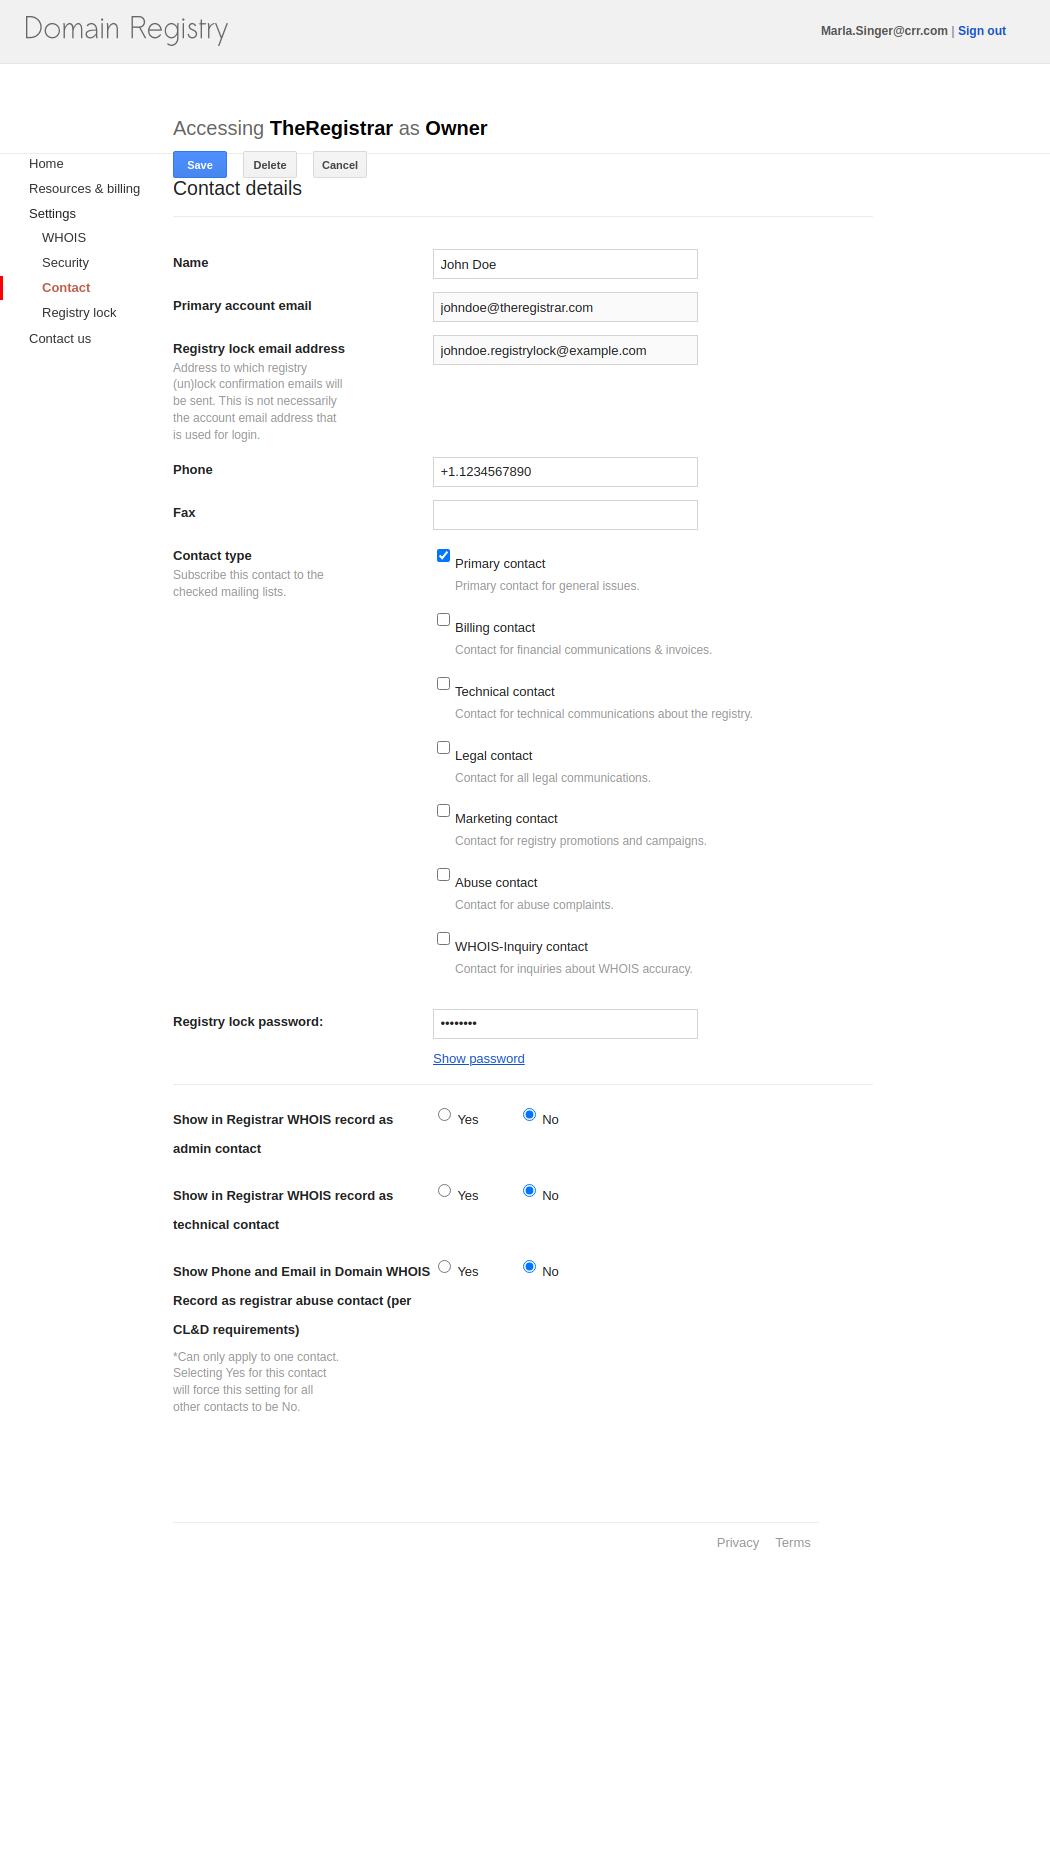 Domain Registry
Marla.Singer@crr.com | Sign out
Accessing TheRegistrar as Owner
Save Delete Cancel
Home
Resources & billing
Settings
WHOIS
Security
Contact
Registry lock
Contact us
Contact details
Name
John Doe
Primary account email
johndoe@theregistrar.com
Registry lock email address
johndoe.registrylock@example.com
Address to which registry
(un)lock confirmation emails will
be sent. This is not necessarily
the account email address that
is used for login.
Phone
+1.1234567890
Fax
Contact type
Subscribe this contact to the
checked mailing lists.
Primary contact
Primary contact for general issues.
Billing contact
Contact for financial communications & invoices.
Technical contact
Contact for technical communications about the registry.
Legal contact
Contact for all legal communications.
Marketing contact
Contact for registry promotions and campaigns.
Abuse contact
Contact for abuse complaints.
WHOIS-Inquiry contact
Contact for inquiries about WHOIS accuracy.
Registry lock password:
••••••••
Show password
Show in Registrar WHOIS record as
admin contact
Yes No
Show in Registrar WHOIS record as
technical contact
Yes No
Show Phone and Email in Domain WHOIS
Record as registrar abuse contact (per
CL&D requirements)
Yes No
*Can only apply to one contact.
Selecting Yes for this contact
will force this setting for all
other contacts to be No.
Privacy Terms